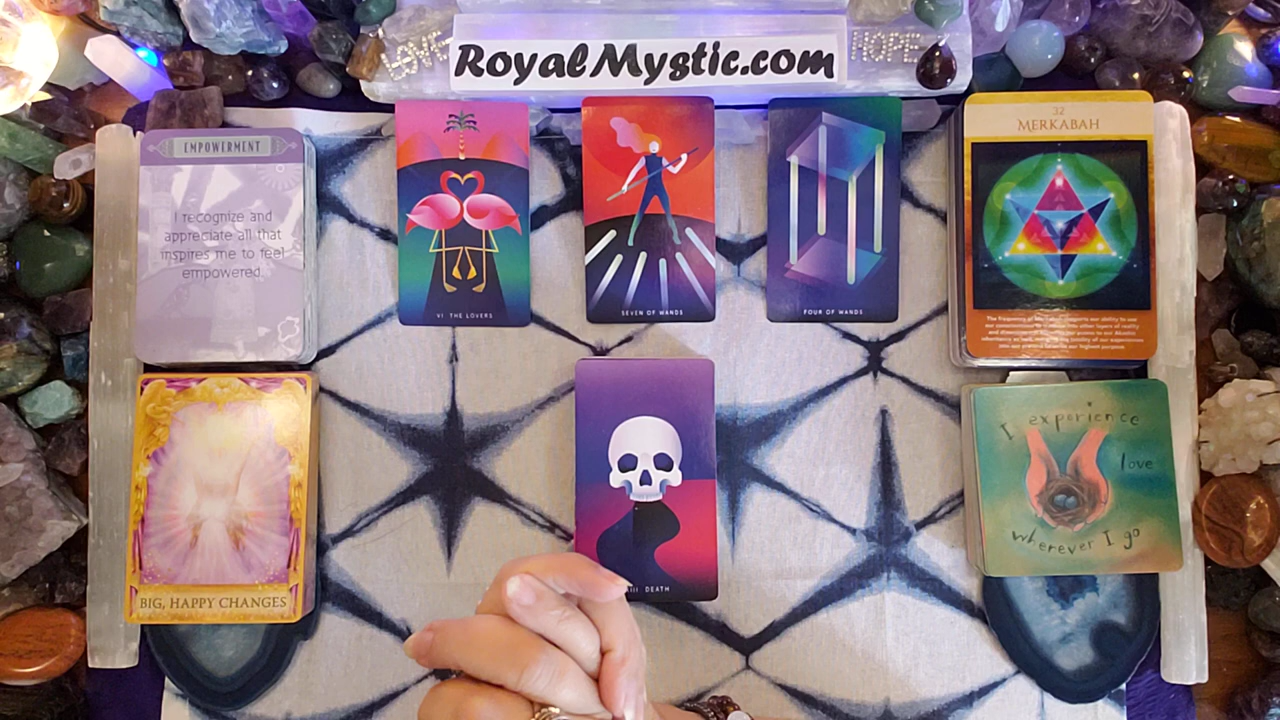 LOVE
RoyalMystic.com
HOPE
EMPOWERMENT
I recognize and
appreciate all that
inspires me to feel
empowered.
VI THE LOVERS
SEVEN OF WANDS
FOUR OF WANDS
32
MERKABAH
BIG, HAPPY CHANGES
DEATH
I experience
love
wherever I go